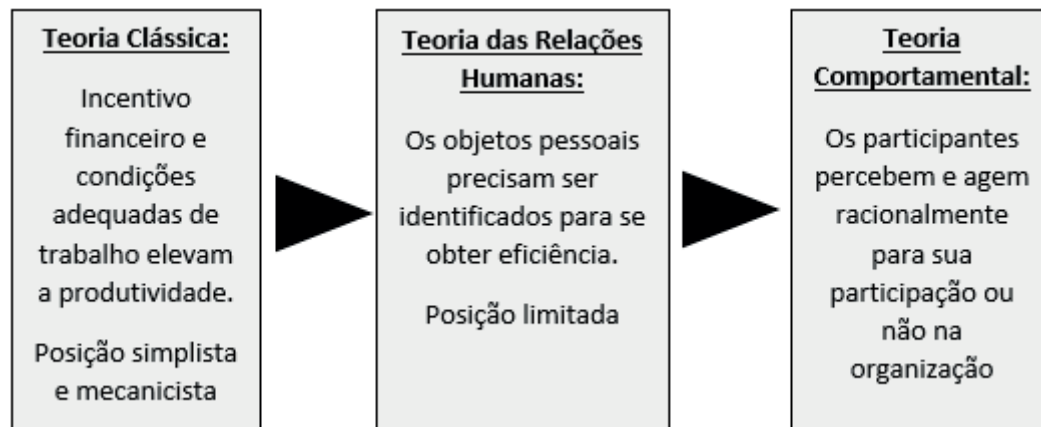 Teoria Clássica:
Incentivo
financeiro e
condições
adequadas de
trabalho elevam
a produtividade.
Posição simplista
e mecanicista
Teoria das Relações
Humanas:
Os objetos pessoais
precisam ser
identificados para se
obter eficiência.
Posição limitada
Teoria
Comportamental:
Os participantes
percebem e agem
racionalmente
para sua
participação ou
não na
organização